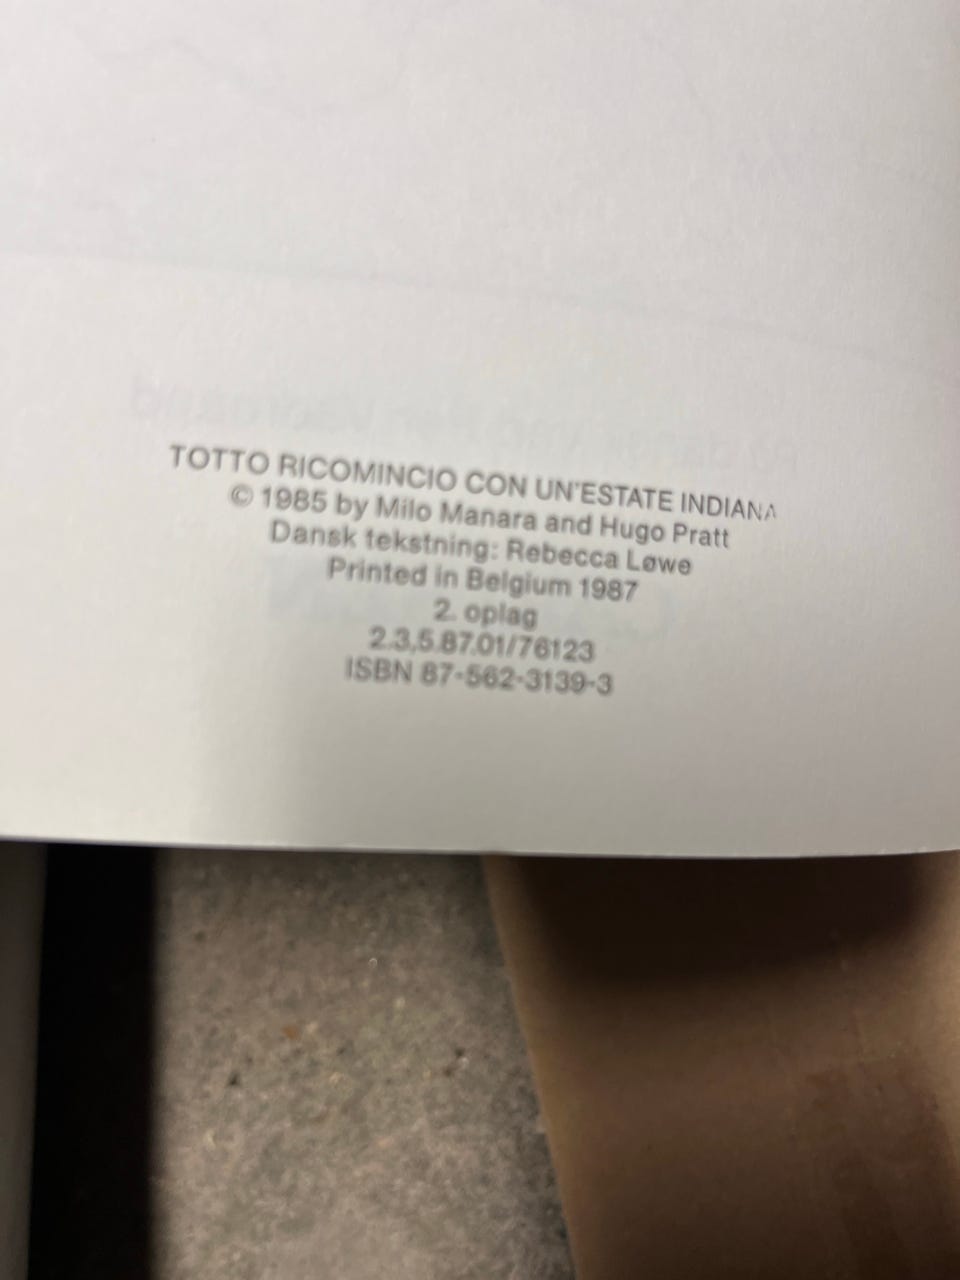 TOTTO RICOMINCIO CON UN'ESTATE INDIANA
© 1985 by Milo Manara and Hugo Pratt
Dansk tekstning: Rebecca Løwe
Printed in Belgium 1987
2. oplag
2.3,5.87.01/76123
ISBN 87-562-3139-3